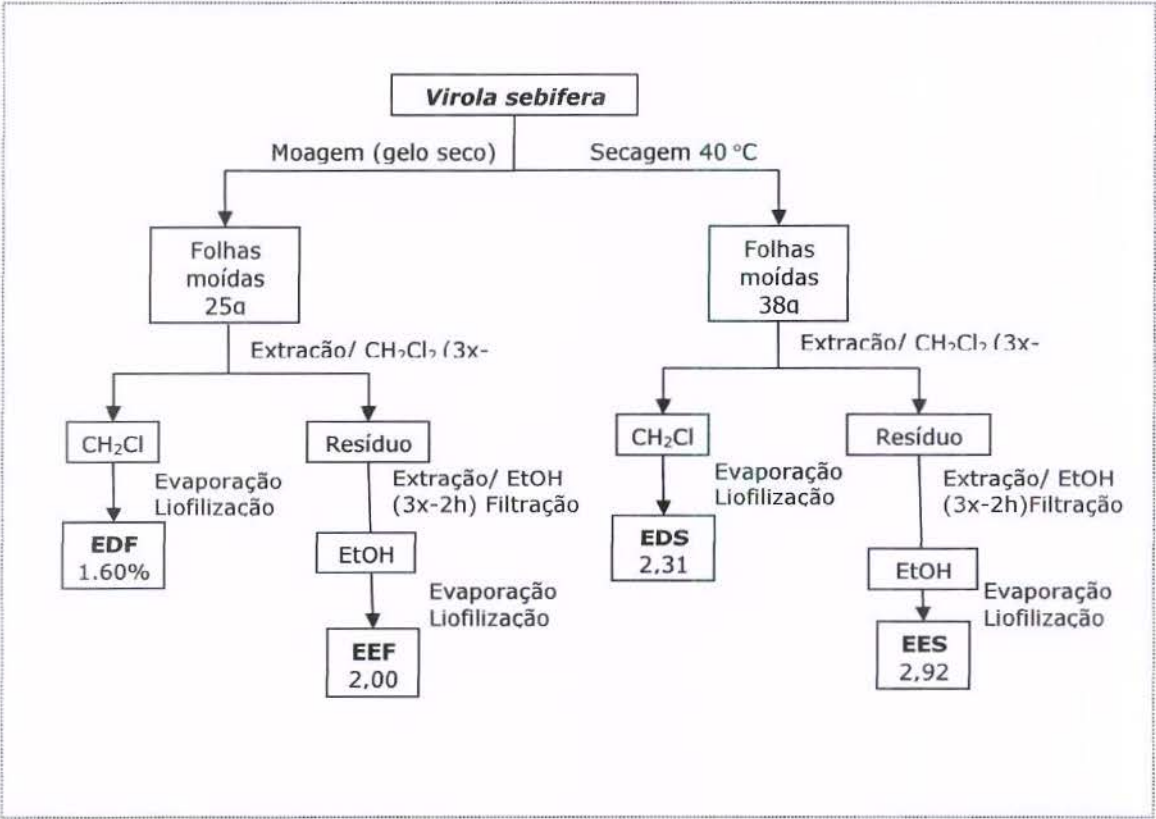 Virola sebifera
Moagem (gelo seco)
Secagem 40 °C
Folhas
moídas
25g
Folhas
moídas
38g
Extração/ CH₂Cl₂ (3x-
Extração/ CH₂Cl₂ (3x-
CH₂Cl
Resíduo
CH₂Cl
Resíduo
Evaporação
Liofilização
Extração/ EtOH
(3x-2h) Filtração
Evaporação
Liofilização
Extração/ EtOH
(3x-2h)Filtração
EDF
1.60%
EtOH
EDS
2,31
EtOH
Evaporação
Liofilização
Evaporação
Liofilização
EEF
2,00
EES
2,92